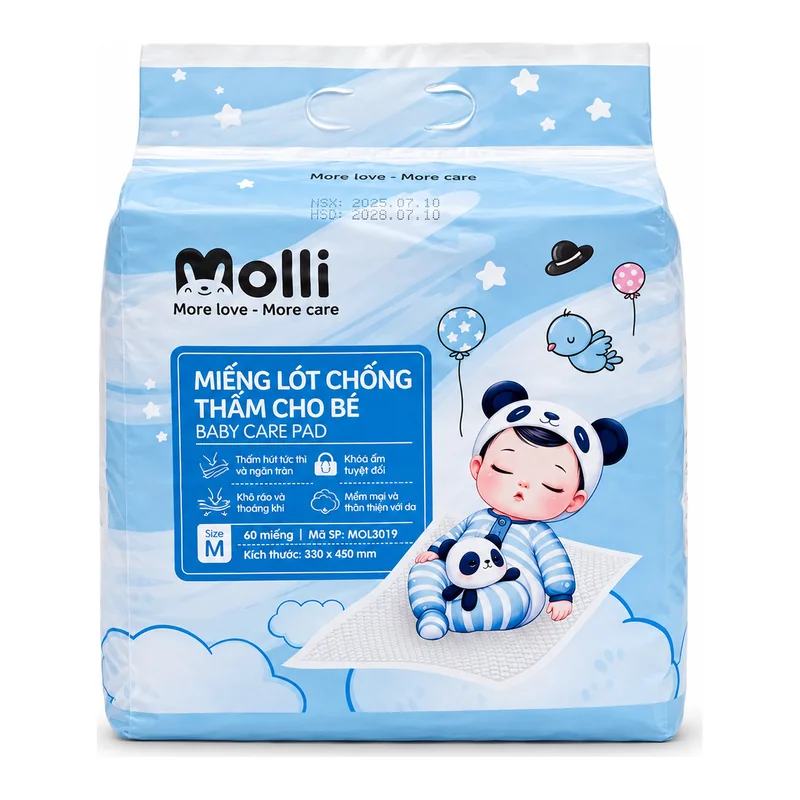 More love - More care
NSX: 2025.07.10
HSD: 2028.07.10
Molli
More love - More care
MIẾNG LÓT CHỐNG
THẤM CHO BÉ
BABY CARE PAD
Thấm hút tức thì
và ngăn tràn
Khóa ẩm
tuyệt đối
Khô ráo và
thoáng khí
Mềm mại và
thân thiện với da
Size
M
60 miếng | Mã SP: MOL3019
Kích thước: 330 x 450 mm